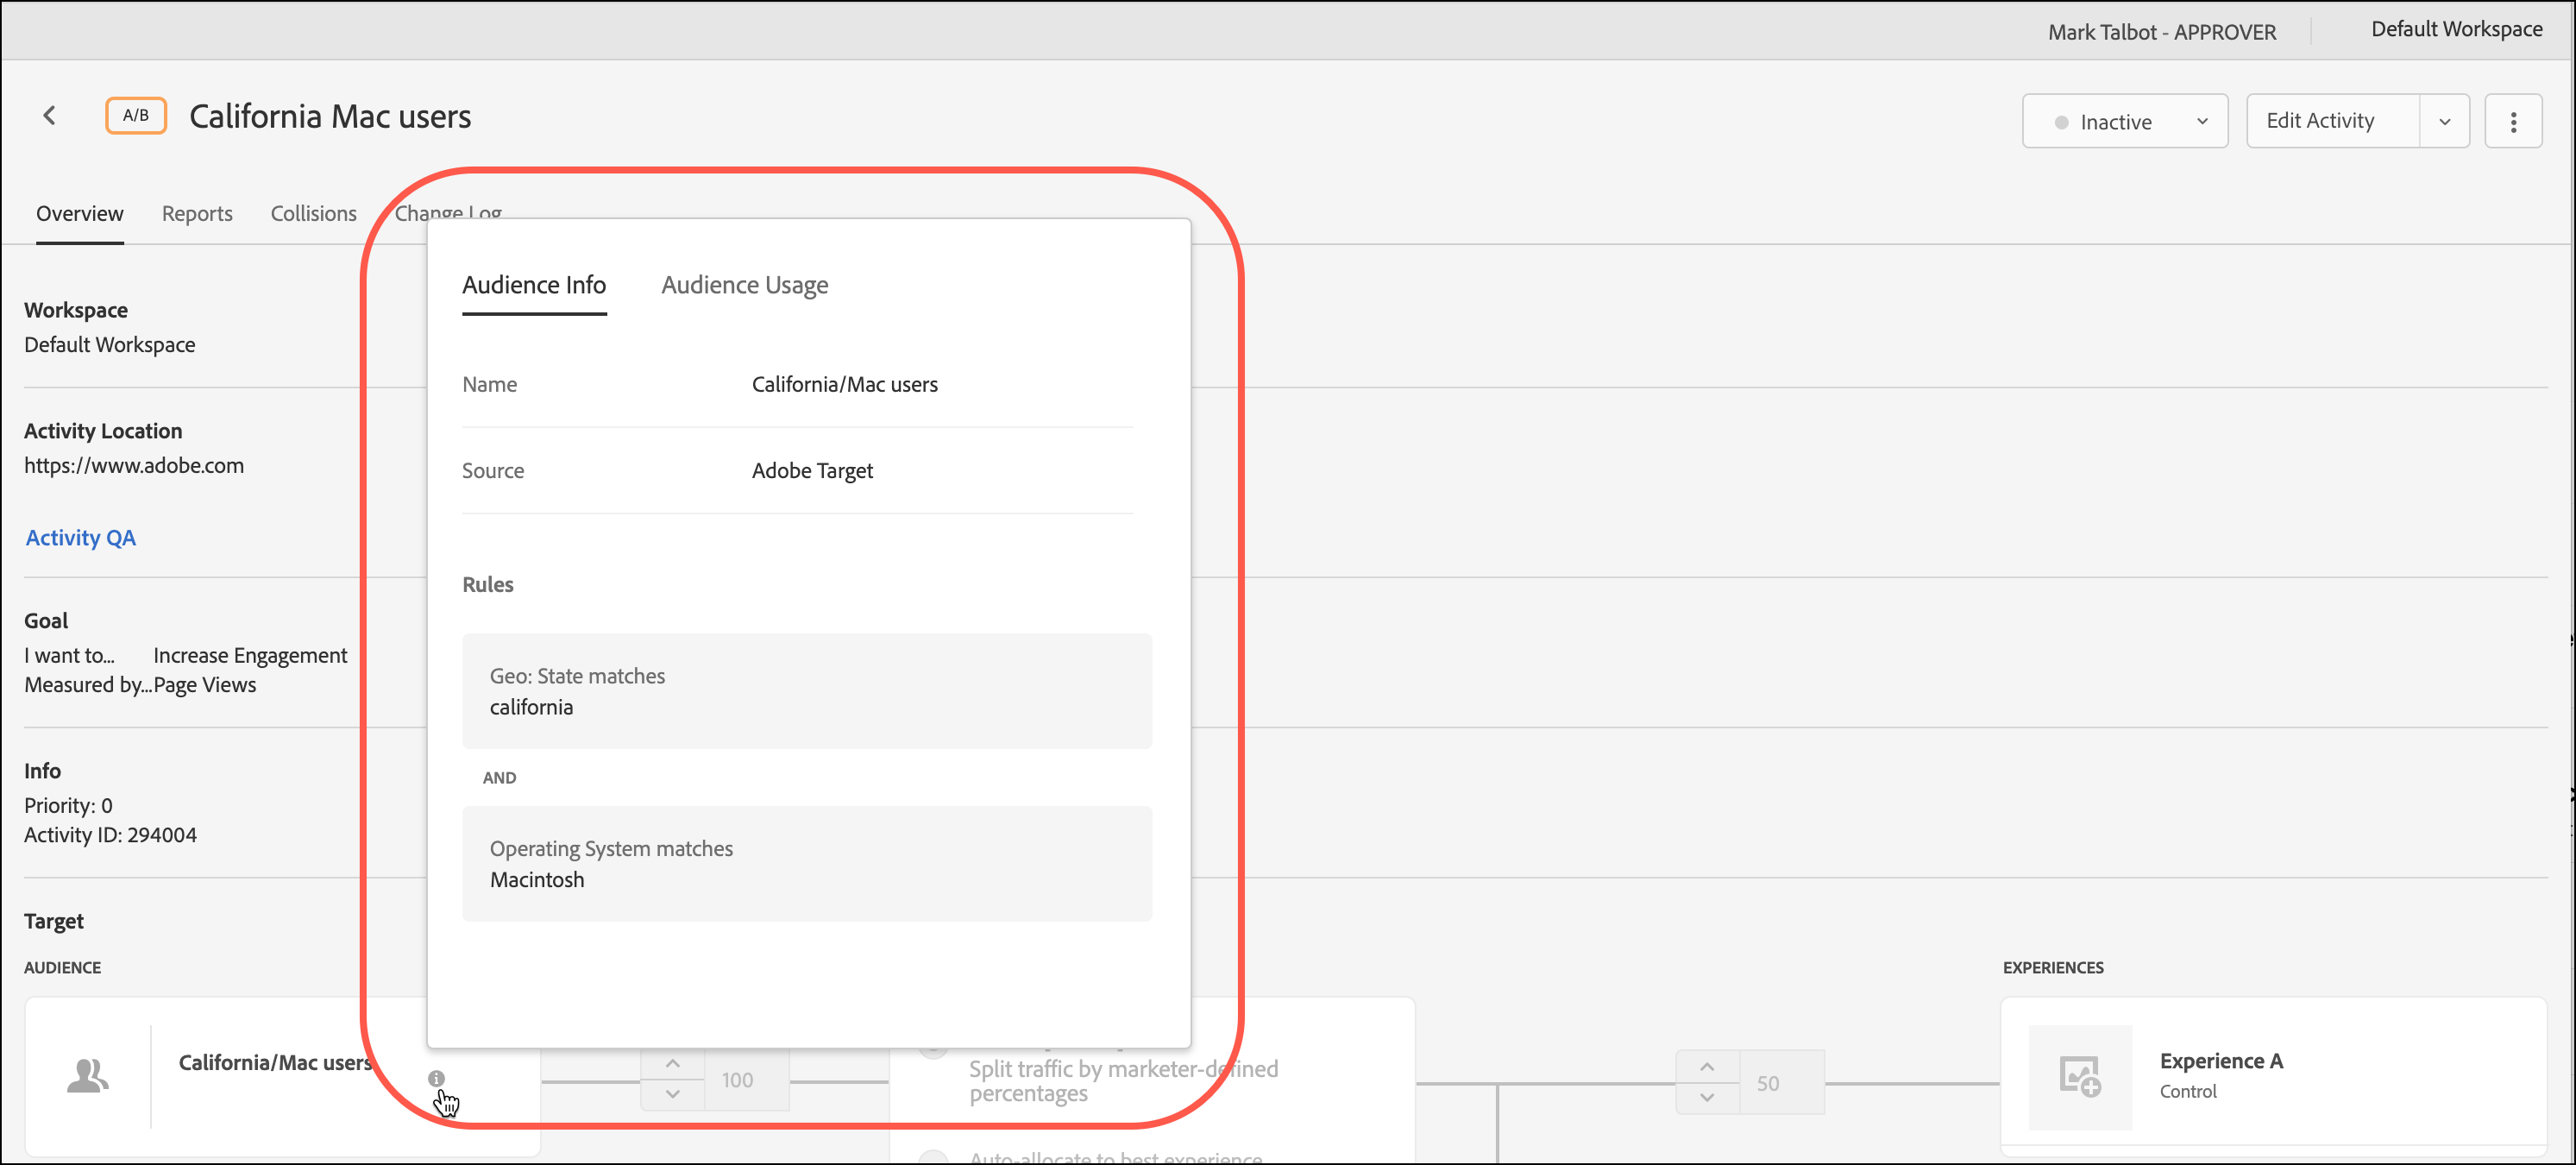 Mark Talbot - APPROVER
Default Workspace
A/B
California Mac users
Inactive
Edit Activity
Overview
Reports
Collisions
Change Log
Workspace
Default Workspace
Activity Location
https://www.adobe.com
Activity QA
Goal
I want to... Increase Engagement
Measured by...Page Views
Info
Priority: 0
Activity ID: 294004
Target
AUDIENCE
California/Mac users
Audience Info
Audience Usage
Name California/Mac users
Source Adobe Target
Rules
Geo: State matches
california
AND
Operating System matches
Macintosh
100
Split traffic by marketer-defined
percentages
Auto-allocate to best experience
50
EXPERIENCES
Experience A
Control